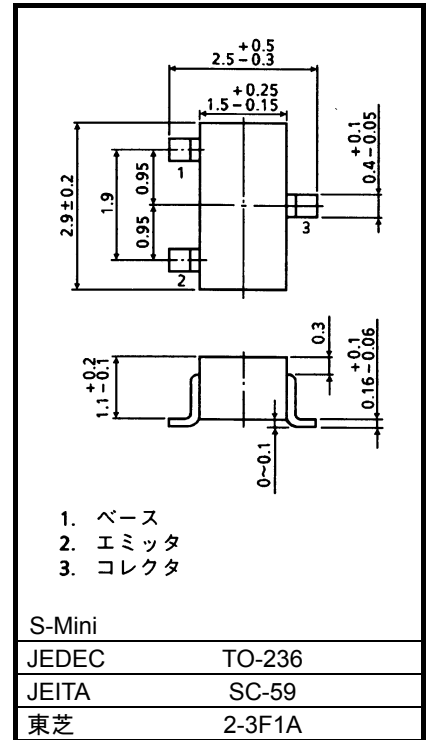 +0.5
2.5-0.3
+0.25
1.5-0.15
2.9±0.2
1.9
0.95
0.95
+0.1
0.4-0.05
1
2
3
+0.2
1.1-0.1
0.3
+0.1
0.16-0.06
0~0.1
1. ベース
2. エミッタ
3. コレクタ
S-Mini
JEDEC TO-236
JEITA SC-59
東芝 2-3F1A